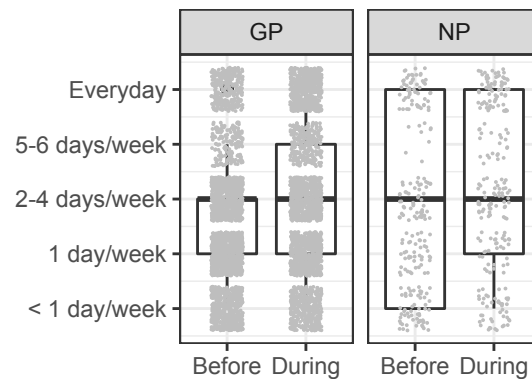 GP NP
Everyday
5-6 days/week
2-4 days/week
1 day/week
< 1 day/week
Before During Before During